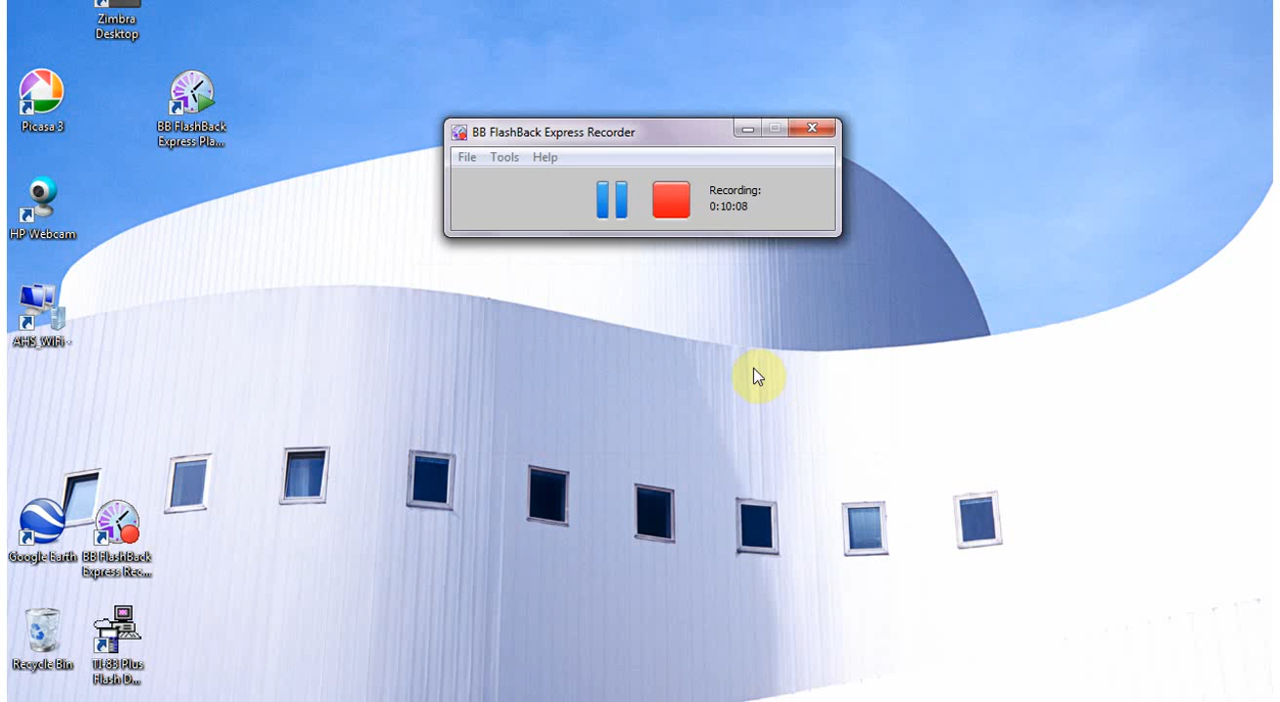 Zimbra
Desktop
Picasa 3
BB FlashBack
Express Pla...
BB FlashBack Express Recorder
File Tools Help
Recording:
0:10:08
HP Webcam
AHS_WiFi -
Google Earth
BB FlashBack
Express Rec...
Recycle Bin
TI-83 Plus
Flash D...